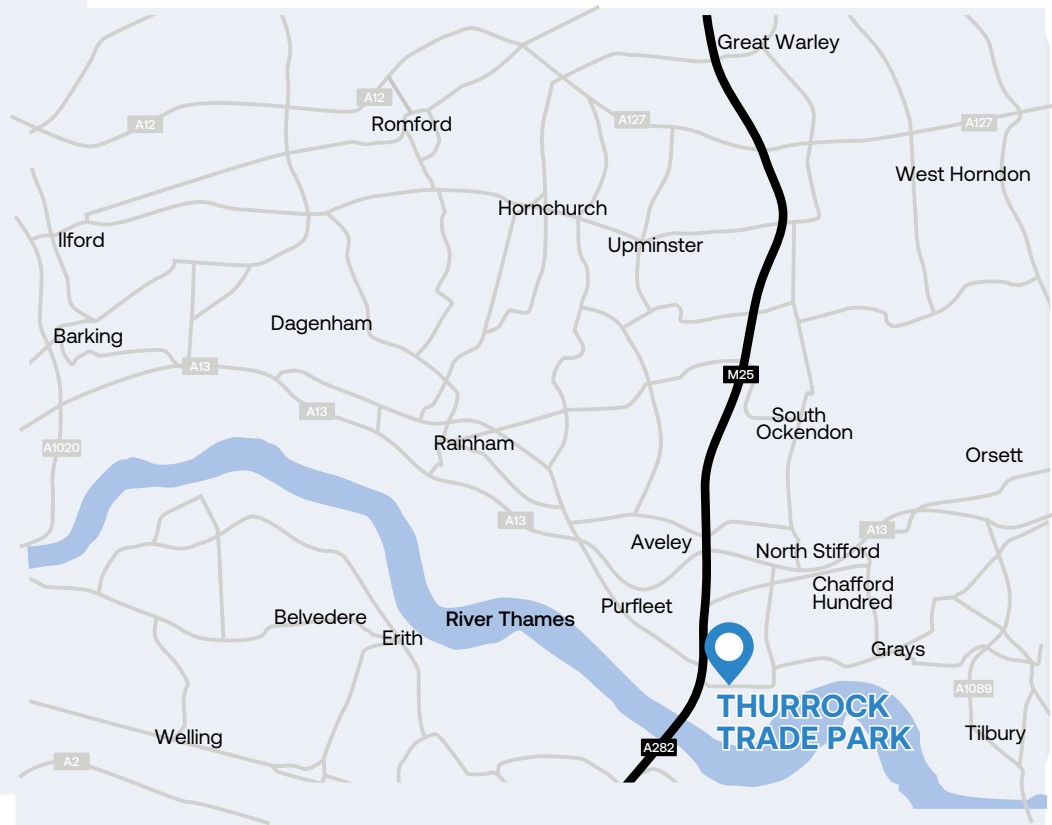 Great Warley
A12
A12
Romford
A127
A127
West Horndon
Hornchurch
Ilford
Upminster
Dagenham
Barking
A13
M25
A13
South
Ockendon
A1020
Rainham
Orsett
A13
A13
Aveley
North Stifford
Chafford
Hundred
Purfleet
Belvedere
River Thames
Erith
Grays
A1089
THURROCK
TRADE PARK
Welling
Tilbury
A282
A2